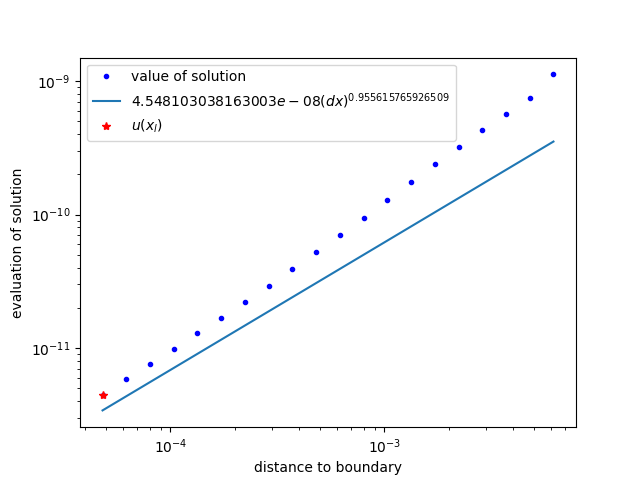 value of solution
4.548103038163003e − 08(dx)^0.955615765926509
u(x_l)
10^−9
10^−10
10^−11
evaluation of solution
10^−4
10^−3
distance to boundary